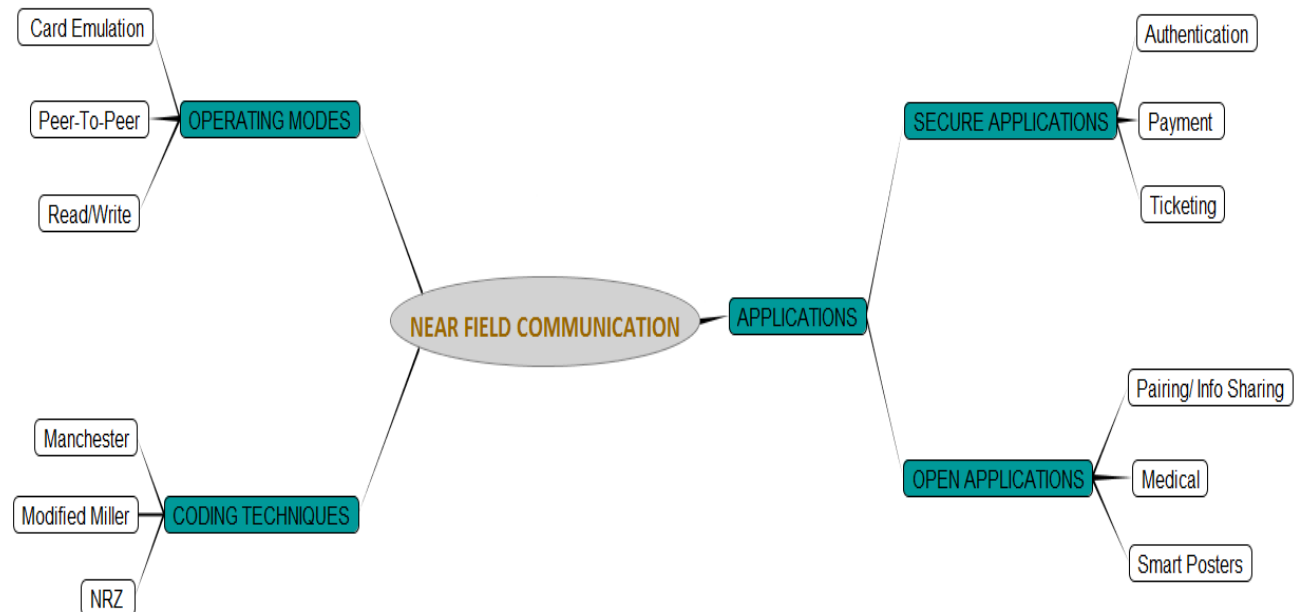 Card Emulation
Peer-To-Peer
Read/Write
OPERATING MODES
Manchester
Modified Miller
NRZ
CODING TECHNIQUES
NEAR FIELD COMMUNICATION
APPLICATIONS
SECURE APPLICATIONS
Authentication
Payment
Ticketing
OPEN APPLICATIONS
Pairing/ Info Sharing
Medical
Smart Posters